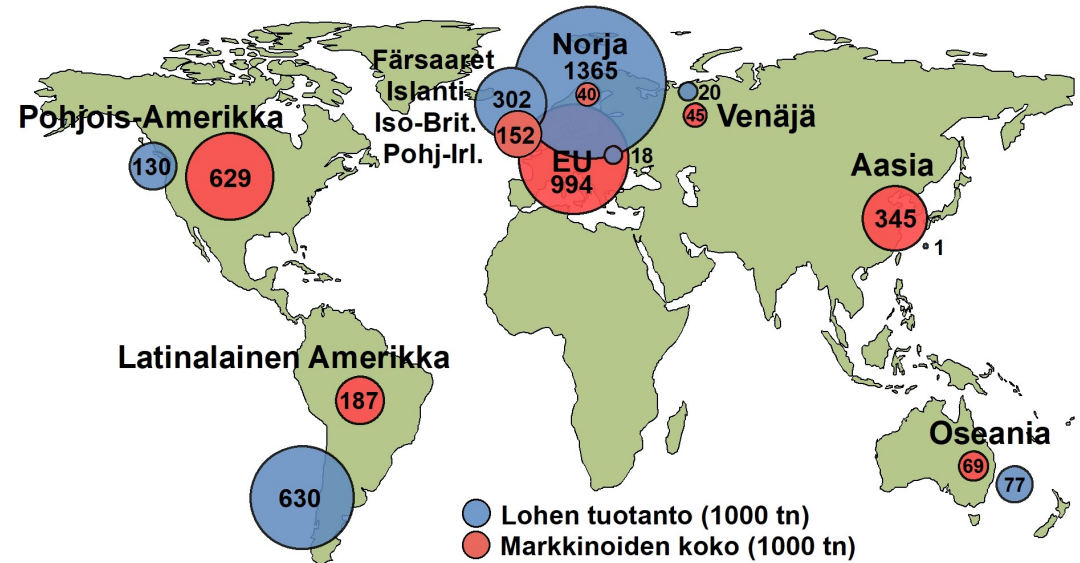 Norja
1365
40
Färsaaret
Islanti
Iso-Brit.
Pohj-Irl.
302
152
20
45
Venäjä
Pohjois-Amerikka
130
629
EU
994
18
Aasia
345
1
Latinalainen Amerikka
187
630
Oseania
69
77
Lohen tuotanto (1000 tn)
Markkinoiden koko (1000 tn)